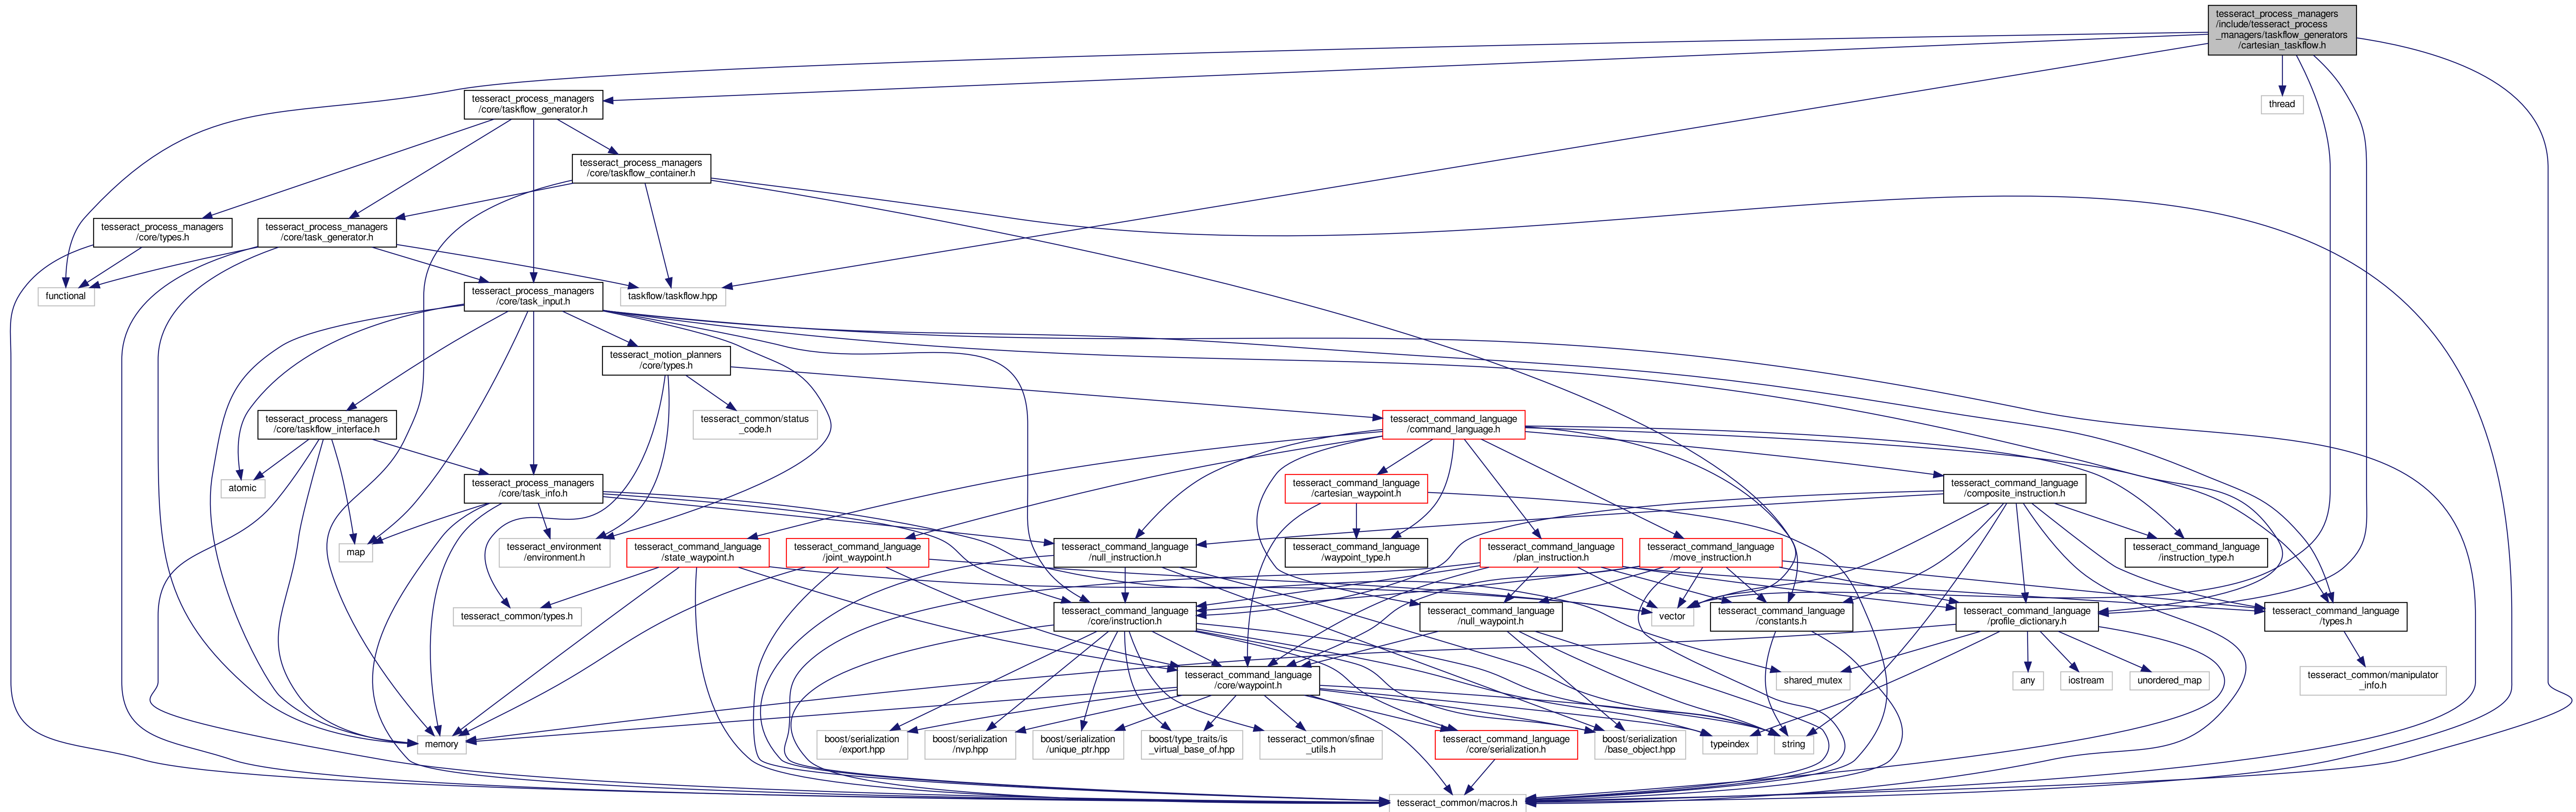 tesseract_process_managers
/include/tesseract_process
_managers/taskflow_generators
/cartesian_taskflow.h
tesseract_process_managers
/core/taskflow_generator.h
thread
tesseract_process_managers
/core/taskflow_container.h
tesseract_process_managers
/core/types.h
tesseract_process_managers
/core/task_generator.h
functional
tesseract_process_managers
/core/task_input.h
taskflow/taskflow.hpp
tesseract_motion_planners
/core/types.h
tesseract_process_managers
/core/taskflow_interface.h
tesseract_common/status
_code.h
tesseract_command_language
/command_language.h
atomic
tesseract_process_managers
/core/task_info.h
tesseract_command_language
/cartesian_waypoint.h
tesseract_command_language
/composite_instruction.h
map
tesseract_environment
/environment.h
tesseract_command_language
/state_waypoint.h
tesseract_command_language
/joint_waypoint.h
tesseract_command_language
/null_instruction.h
tesseract_command_language
/waypoint_type.h
tesseract_command_language
/plan_instruction.h
tesseract_command_language
/move_instruction.h
tesseract_command_language
/instruction_type.h
tesseract_common/types.h
tesseract_command_language
/core/instruction.h
tesseract_command_language
/null_waypoint.h
vector
tesseract_command_language
/constants.h
tesseract_command_language
/profile_dictionary.h
tesseract_command_language
/types.h
tesseract_command_language
/core/waypoint.h
shared_mutex
any
iostream
unordered_map
tesseract_common/manipulator
_info.h
memory
boost/serialization
/export.hpp
boost/serialization
/nvp.hpp
boost/serialization
/unique_ptr.hpp
boost/type_traits/is
_virtual_base_of.hpp
tesseract_common/sfinae
_utils.h
tesseract_command_language
/core/serialization.h
boost/serialization
/base_object.hpp
typeindex
string
tesseract_common/macros.h